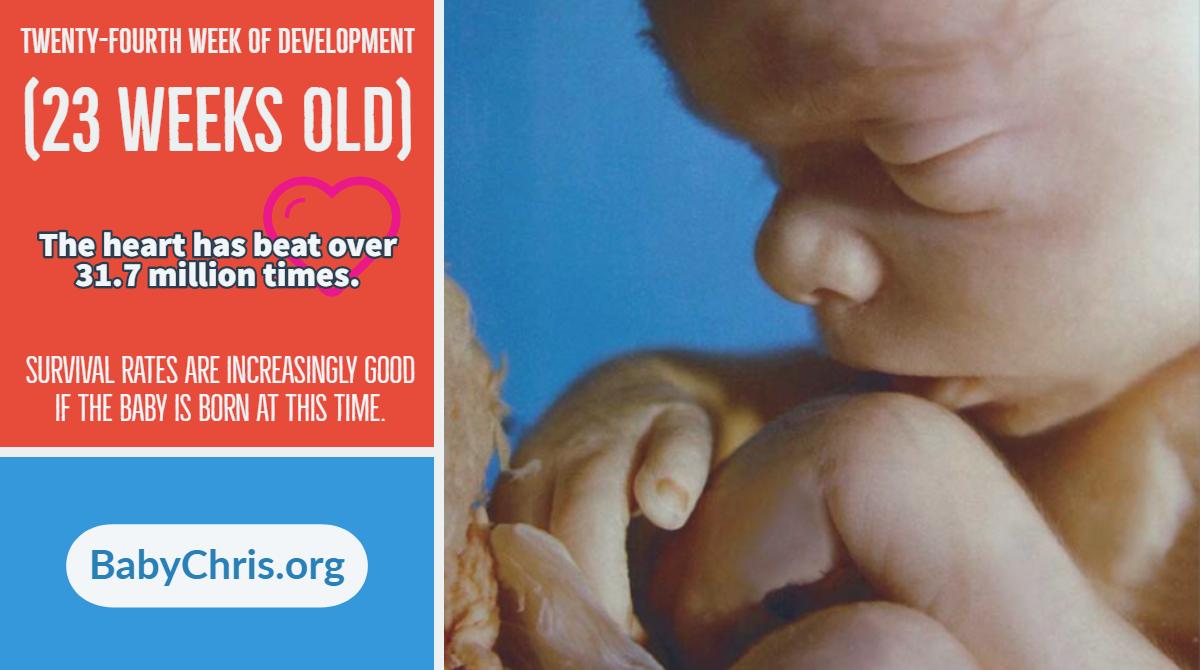 TWENTY-FOURTH WEEK OF DEVELOPMENT
(23 WEEKS OLD)
The heart has beat over
31.7 million times.
SURVIVAL RATES ARE INCREASINGLY GOOD
IF THE BABY IS BORN AT THIS TIME.
BabyChris.org